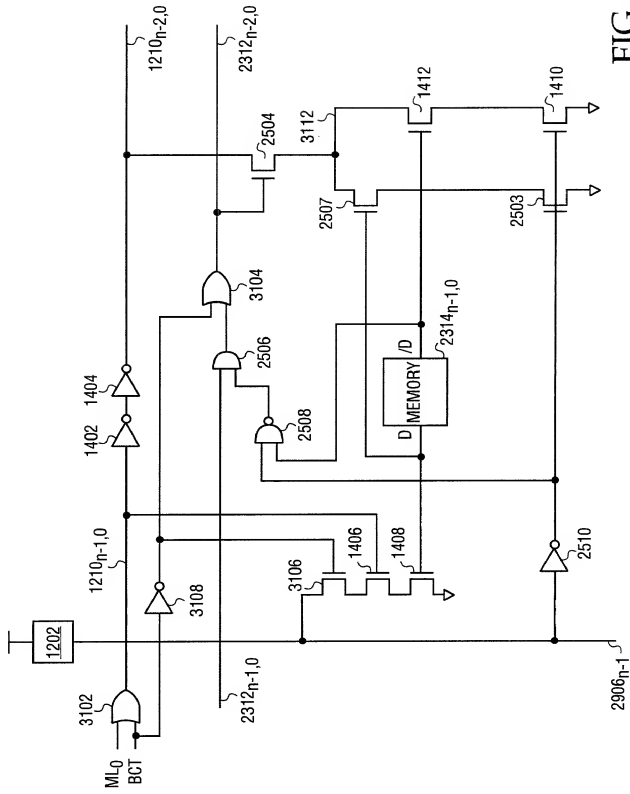 1210n-2,0
2312n-2,0
1404
1402
1210n-1,0
2504
3112
1412
1410
2507
2503
3104
2506
2508
/D
2314n-1,0
MEMORY
D
3108
3106
1406
1408
2510
1202
3102
ML0
BCT
2312n-1,0
2906n-1
FIG